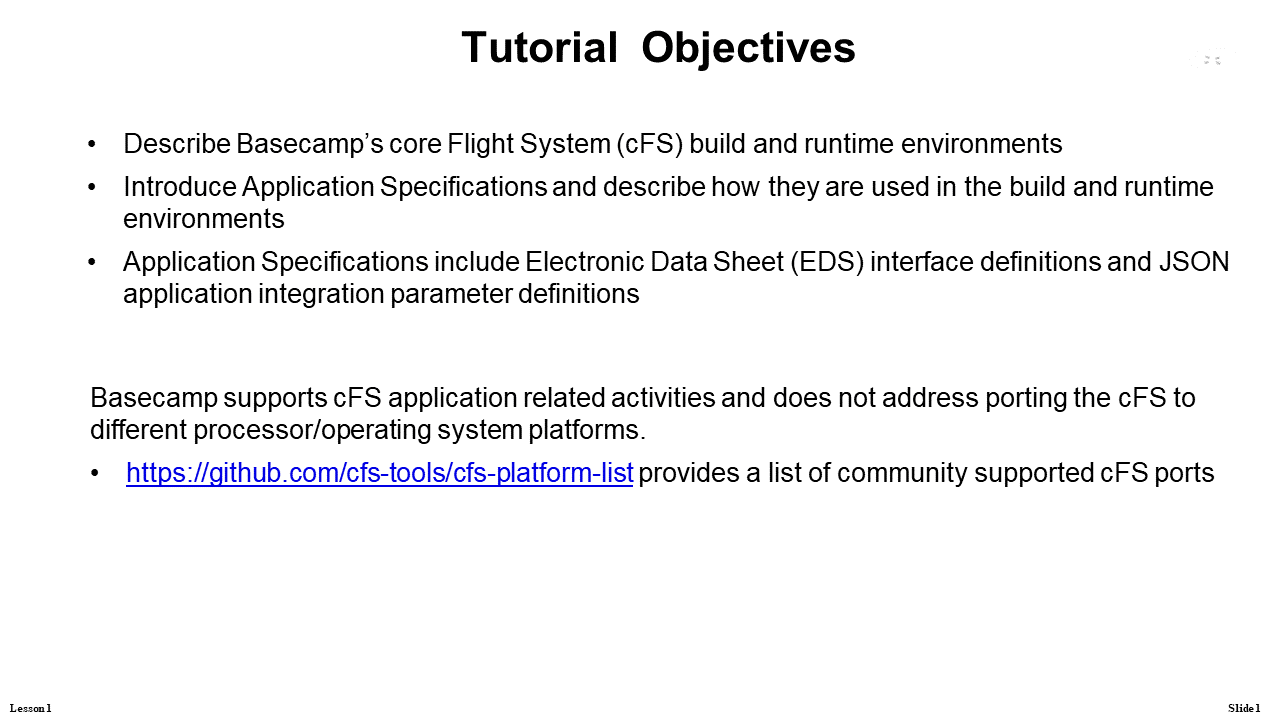 Tutorial Objectives
• Describe Basecamp’s core Flight System (cFS) build and runtime environments
• Introduce Application Specifications and describe how they are used in the build and runtime
environments
• Application Specifications include Electronic Data Sheet (EDS) interface definitions and JSON
application integration parameter definitions
Basecamp supports cFS application related activities and does not address porting the cFS to
different processor/operating system platforms.
• https://github.com/cfs-tools/cfs-platform-list provides a list of community supported cFS ports
Lesson 1
Slide 1